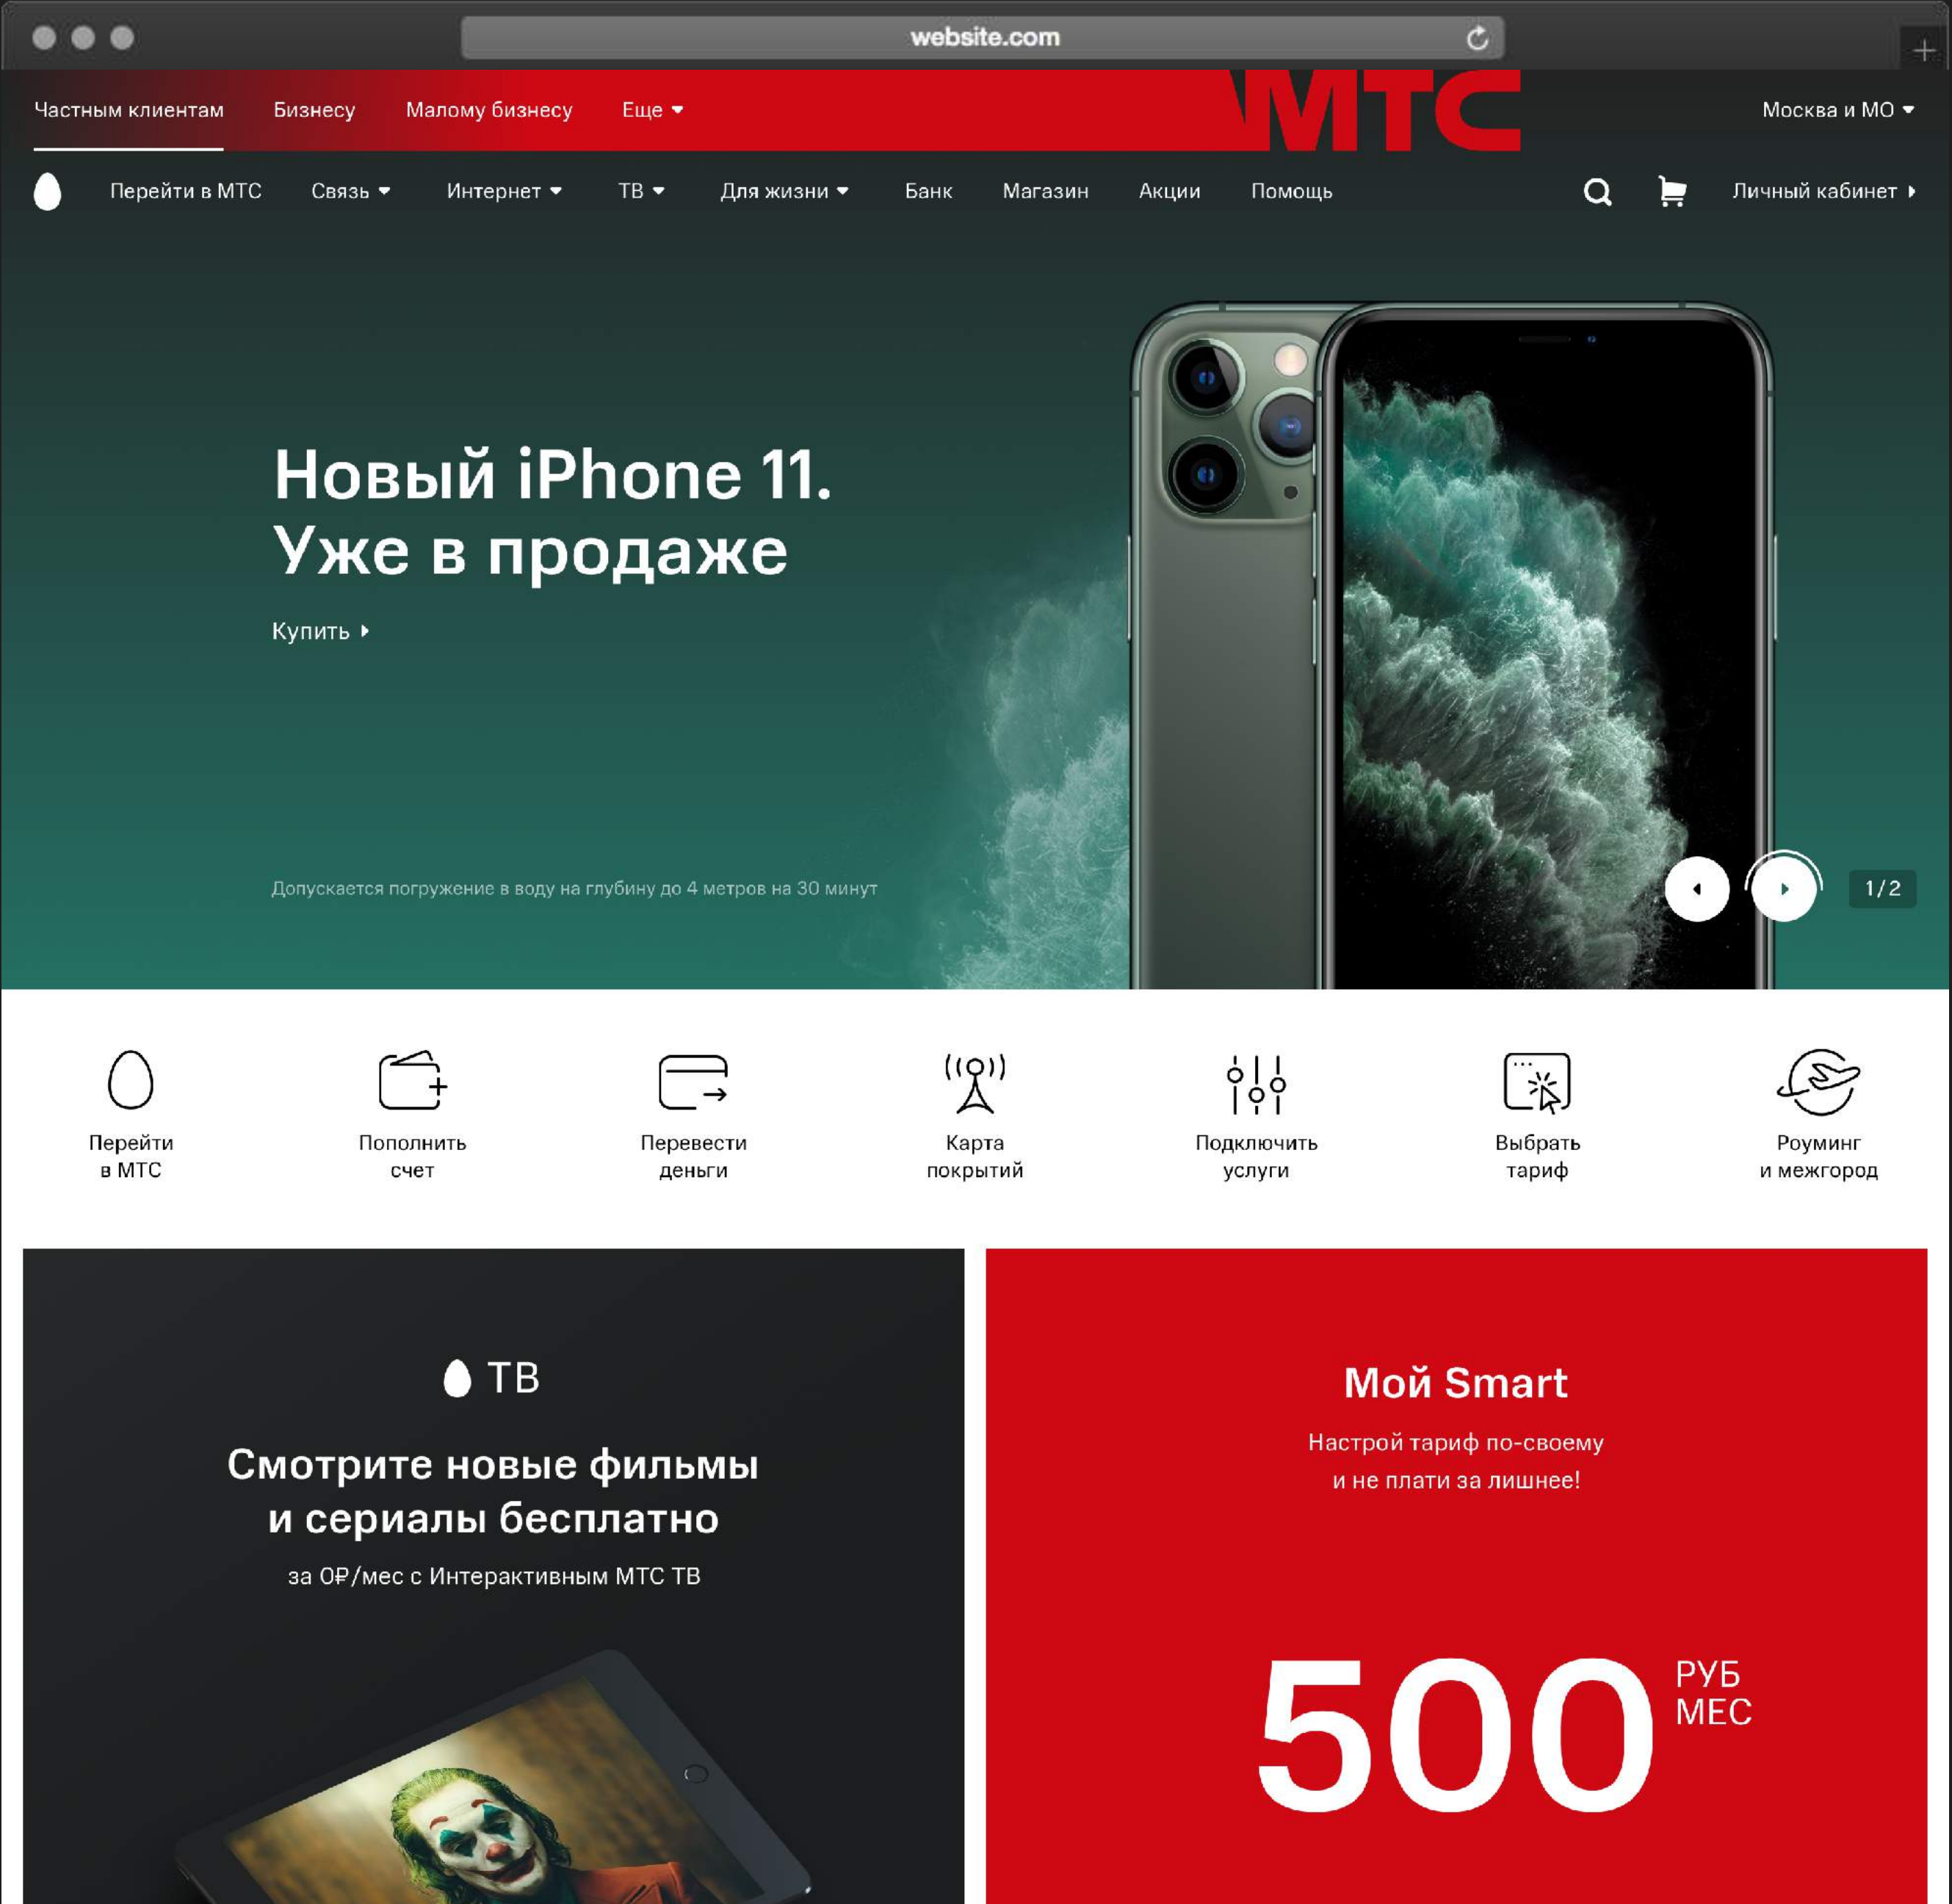 website.com
МТС
Частным клиентам
Бизнесу
Малому бизнесу
Еще
Москва и МО
Перейти в МТС
Связь
Интернет
ТВ
Для жизни
Банк
Магазин
Акции
Помощь
Личный кабинет
Новый iPhone 11.
Уже в продаже
Купить
Допускается погружение в воду на глубину до 4 метров на 30 минут
1/2
Перейти
в МТС
Пополнить
счет
Перевести
деньги
Карта
покрытий
Подключить
услуги
Выбрать
тариф
Роуминг
и межгород
ТВ
Смотрите новые фильмы
и сериалы бесплатно
за 0₽/мес с Интерактивным МТС ТВ
Мой Smart
Настрой тариф по-своему
и не плати за лишнее!
500
РУБ
МЕС